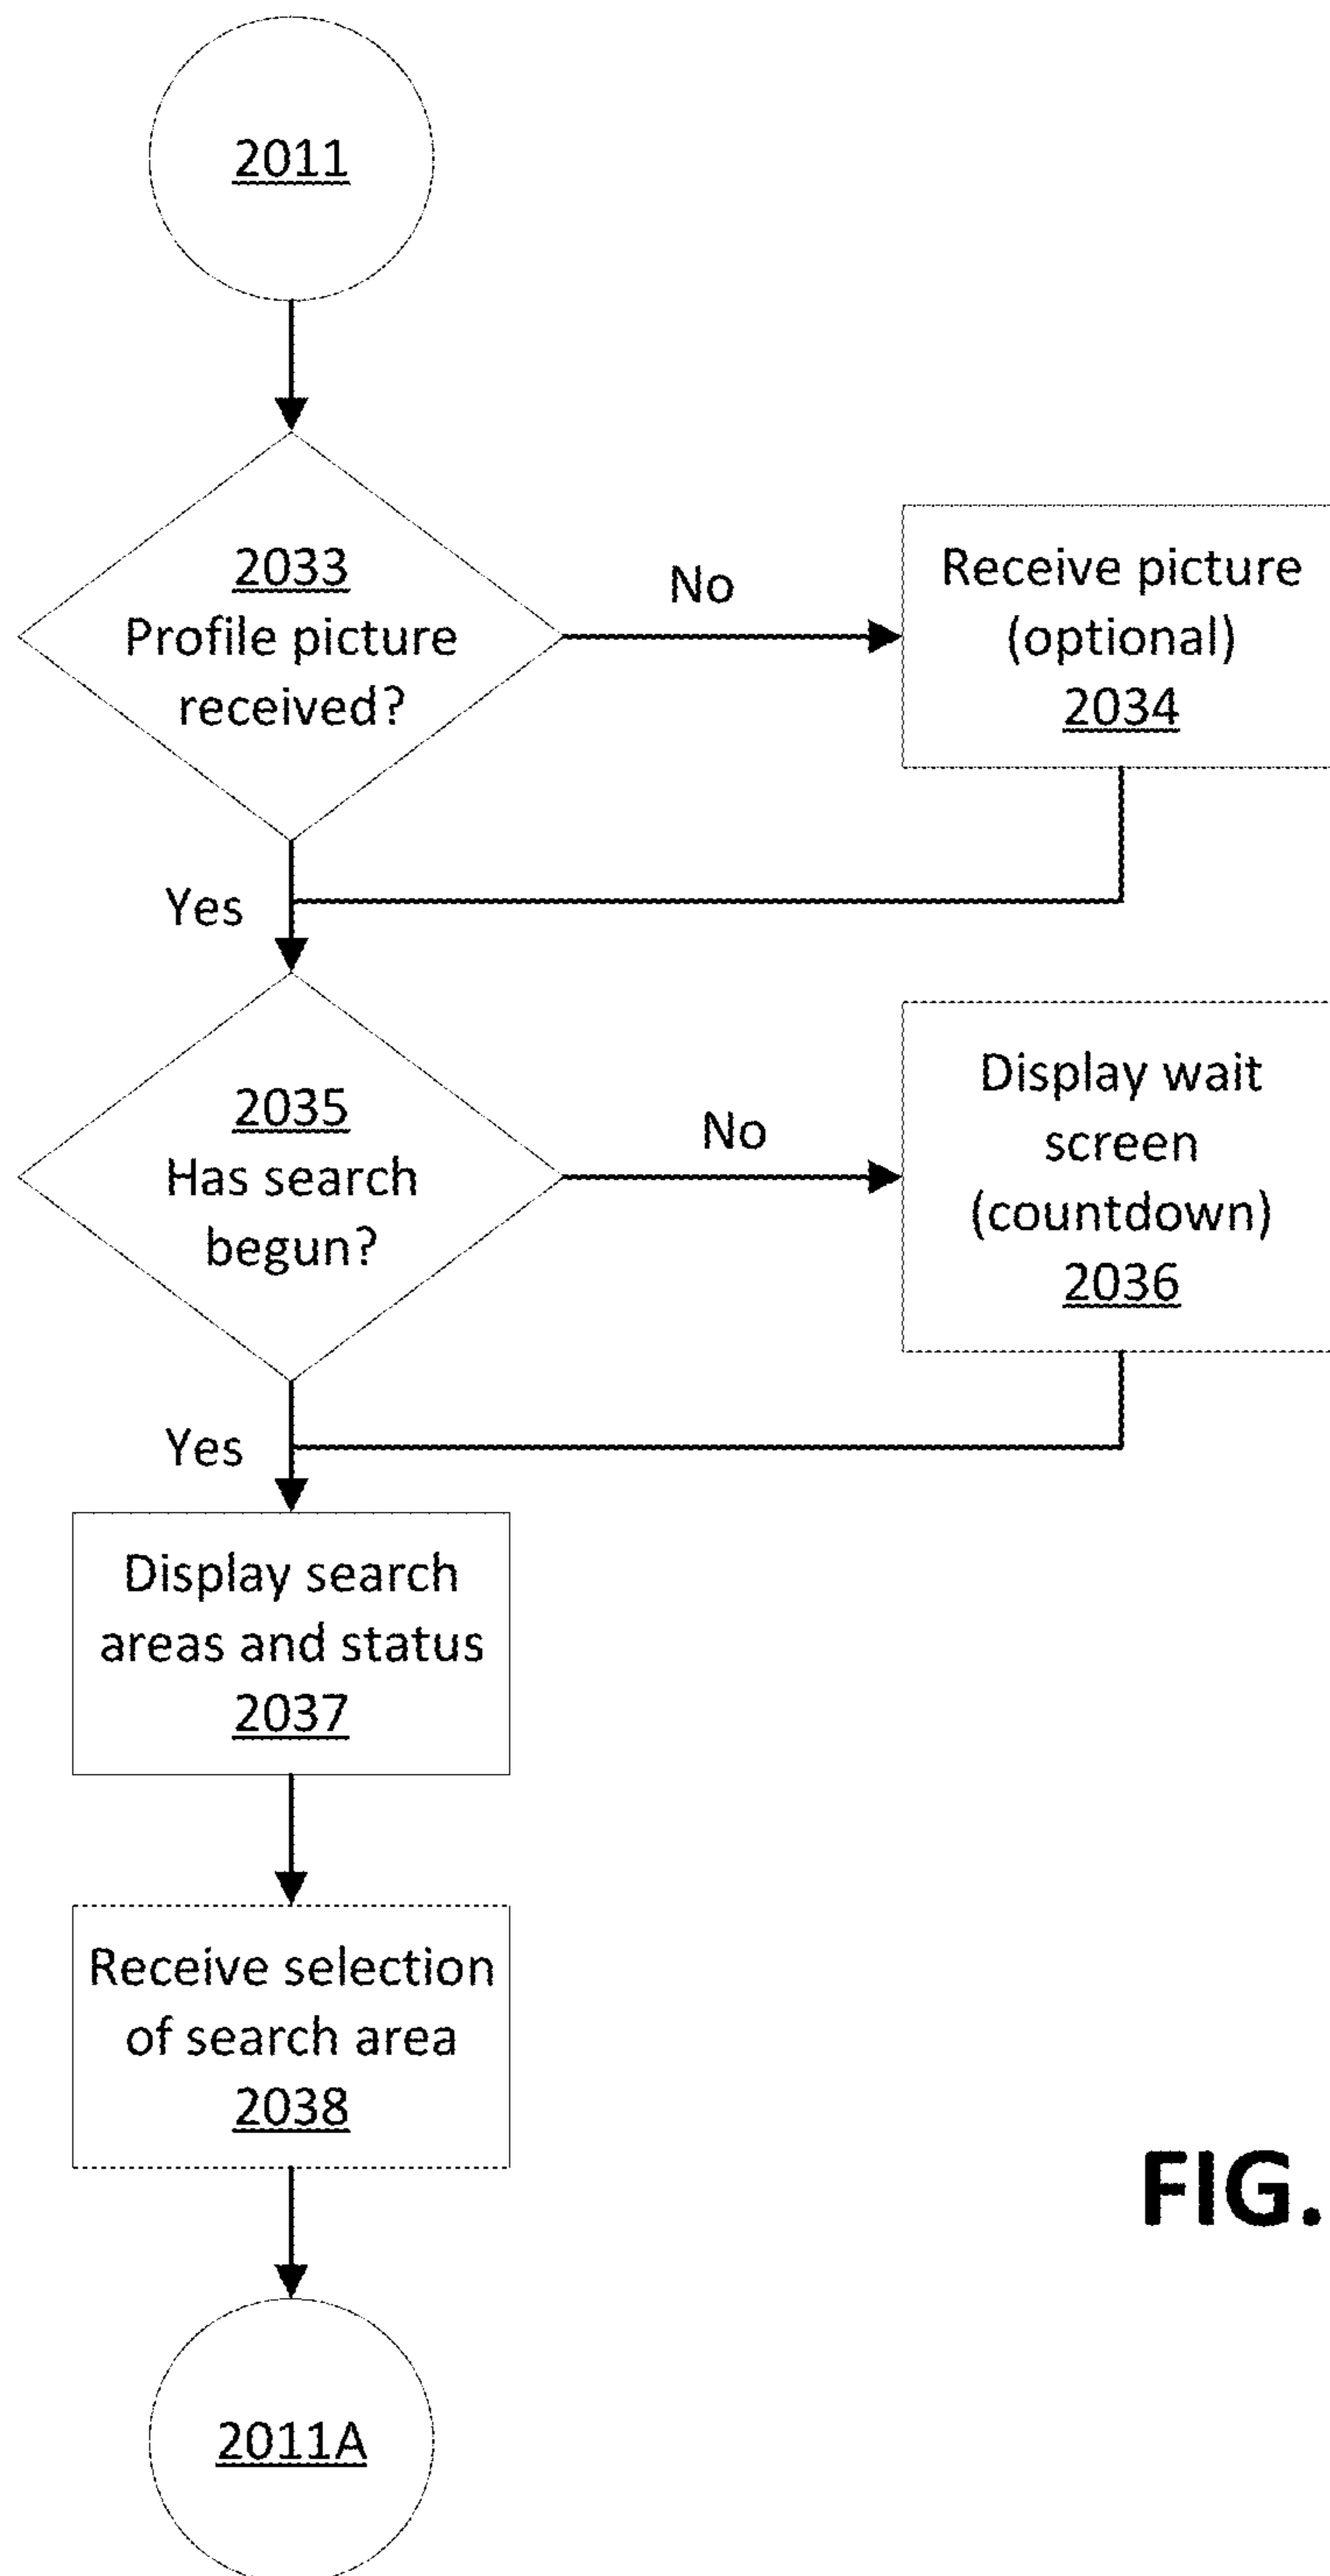 2011
2033
Profile picture
received?
No
Receive picture
(optional)
2034
Yes
2035
Has search
begun?
No
Display wait
screen
(countdown)
2036
Yes
Display search
areas and status
2037
Receive selection
of search area
2038
FIG.
2011A